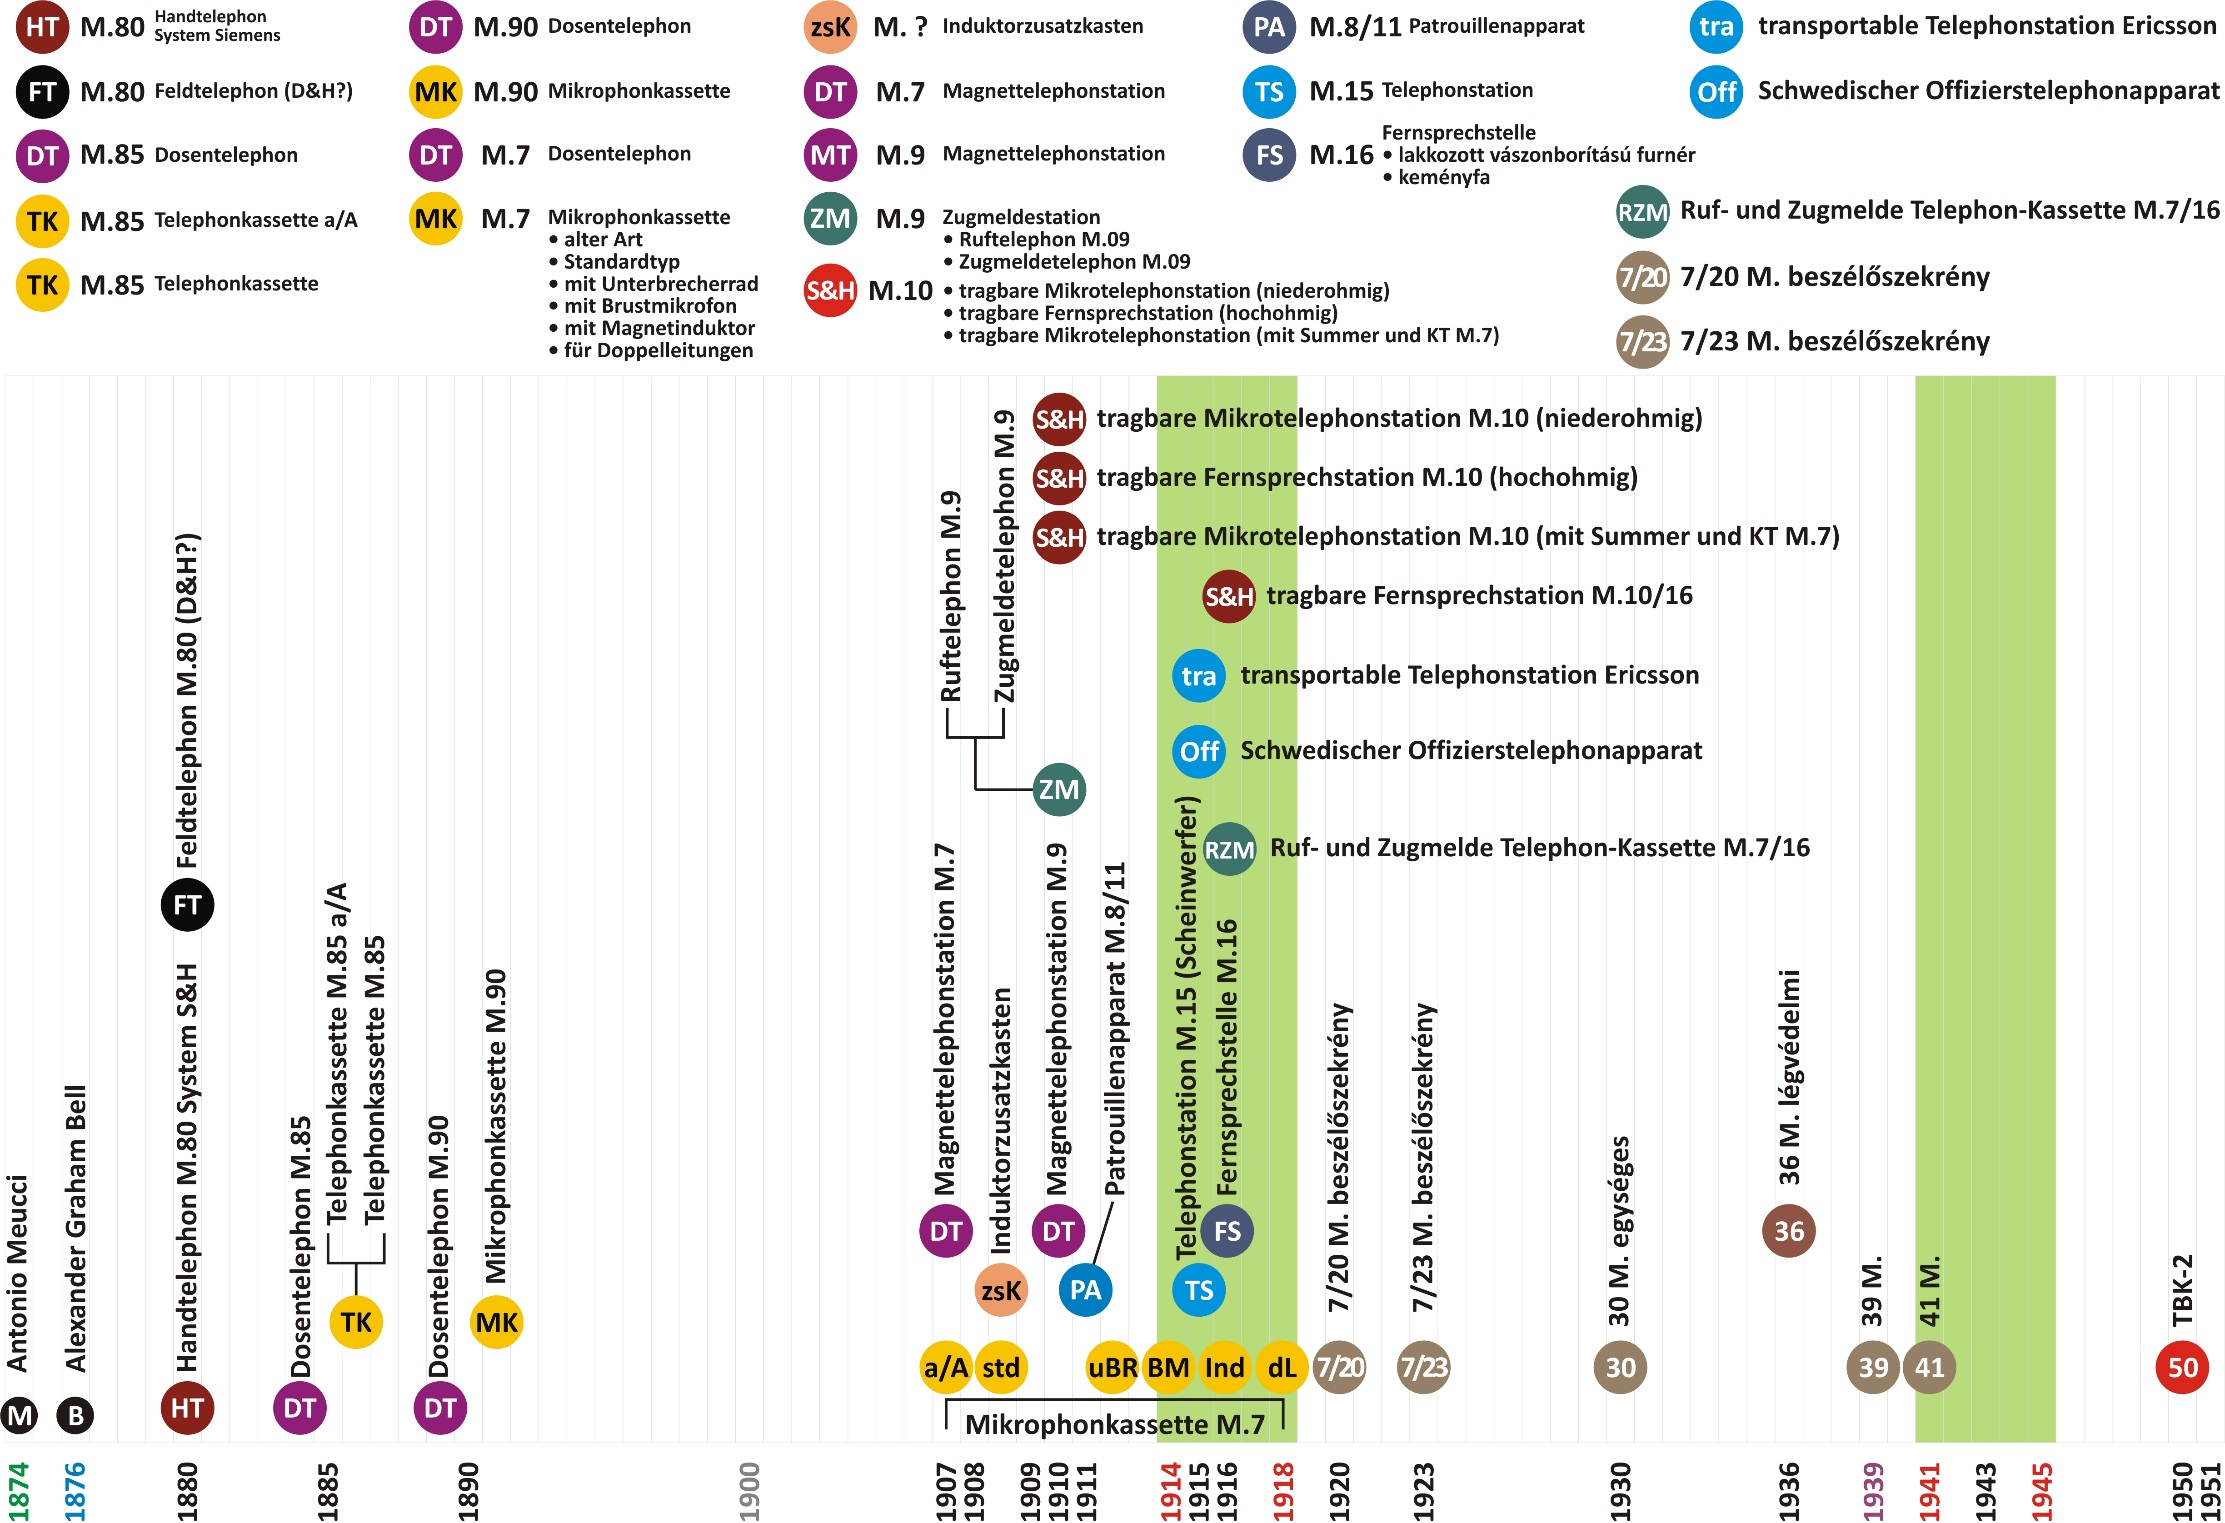 HT M.80 Handtelephon
System Siemens
FT M.80 Feldtelephon (D&H?)
DT M.85 Dosentelephon
TK M.85 Telephonkassette a/A
TK M.85 Telephonkassette
DT M.90 Dosentelephon
MK M.90 Mikrophonkassette
DT M.7 Dosentelephon
MK M.7 Mikrophonkassette
• alter Art
• Standardtyp
• mit Unterbrecherrad
• mit Brustmikrofon
• mit Magnetinduktor
• für Doppelleitungen
zsK M. ? Induktorzusatzkasten
DT M.7 Magnettelephonstation
MT M.9 Magnettelephonstation
ZM M.9 Zugmeldestation
• Ruftelephon M.09
• Zugmeldetelephon M.09
S&H M.10 • tragbare Mikrotelephonstation (niederohmig)
• tragbare Fernsprechstation (hochohmig)
• tragbare Mikrotelephonstation (mit Summer und KT M.7)
PA M.8/11 Patrouillenapparat
TS M.15 Telephonstation
FS M.16 Fernsprechstelle
• lakkozott vászonborítású furnér
• keményfa
tra transportable Telephonstation Ericsson
Off Schwedischer Offizierstelephonapparat
RZM Ruf- und Zugmelde Telephon-Kassette M.7/16
7/20 7/20 M. beszélőszekrény
7/23 7/23 M. beszélőszekrény
S&H tragbare Mikrotelephonstation M.10 (niederohmig)
S&H tragbare Fernsprechstation M.10 (hochohmig)
S&H tragbare Mikrotelephonstation M.10 (mit Summer und KT M.7)
S&H tragbare Fernsprechstation M.10/16
tra transportable Telephonstation Ericsson
Off Schwedischer Offizierstelephonapparat
RZM Ruf- und Zugmelde Telephon-Kassette M.7/16
Antonio Meucci
M
Alexander Graham Bell
B
Feldtelephon M.80 (D&H?)
FT
Handtelephon M.80 System S&H
HT
Dosentelephon M.85
DT
Telephonkassette M.85 a/A
Telephonkassette M.85
TK
Dosentelephon M.90
DT
Mikrophonkassette M.90
MK
Ruftelephon M.9
Zugmeldetelephon M.9
ZM
Magnettelephonstation M.7
DT
Induktorzusatzkasten
zsK
Magnettelephonstation M.9
DT
Patrouillenapparat M.8/11
PA
Telephonstation M.15 (Scheinwerfer)
TS
Fernsprechstelle M.16
FS
a/A std uBR BM Ind dL
Mikrophonkassette M.7
7/20 M. beszélőszekrény
7/20
7/23 M. beszélőszekrény
7/23
30 M. egységes
30
36 M. légvédelmi
36
39 M.
39
41 M.
41
TBK-2
50
1874 1876 1880 1885 1890 1900 1907 1908 1909 1910 1911 1914 1915 1916 1918 1920 1923 1930 1936 1939 1941 1943 1945 1950 1951